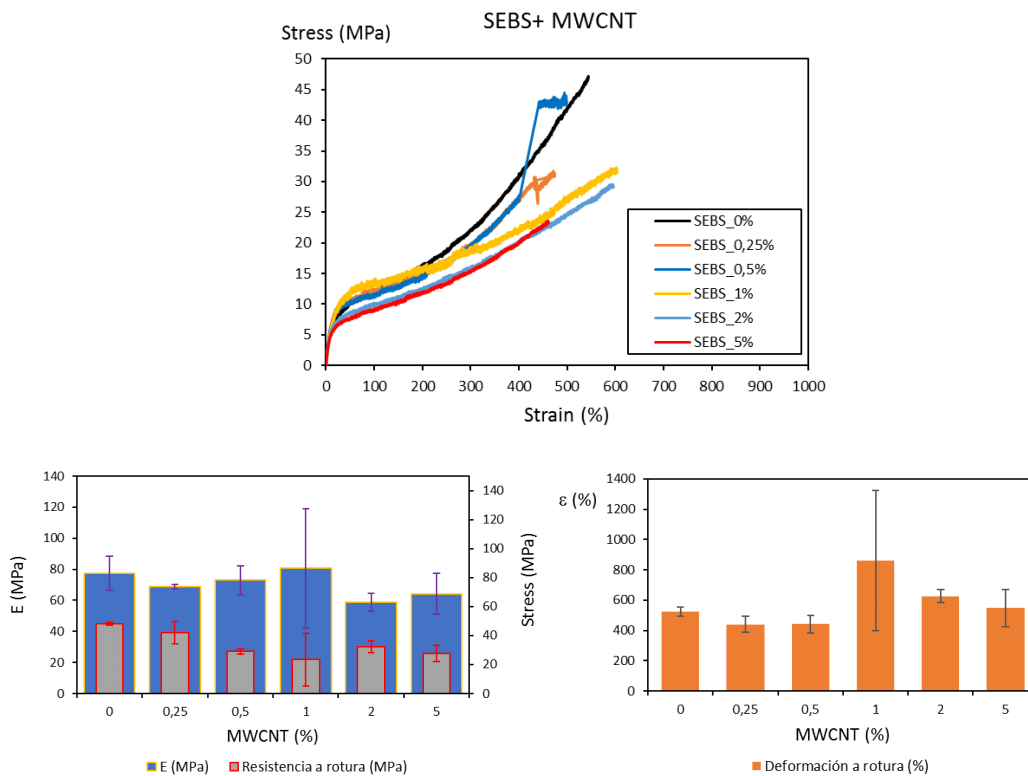 SEBS+ MWCNT
Stress (MPa)
50
45
40
35
30
25
20
15
10
5
0
0 100 200 300 400 500 600 700 800 900 1000
Strain (%)
SEBS_0%
SEBS_0,25%
SEBS_0,5%
SEBS_1%
SEBS_2%
SEBS_5%
E (MPa)
140
120
100
80
60
40
20
0
Stress (MPa)
140
120
100
80
60
40
20
0
0 0,25 0,5 1 2 5
MWCNT (%)
E (MPa) Resistencia a rotura (MPa)
ε (%)
1400
1200
1000
800
600
400
200
0
0 0,25 0,5 1 2 5
MWCNT (%)
Deformación a rotura (%)